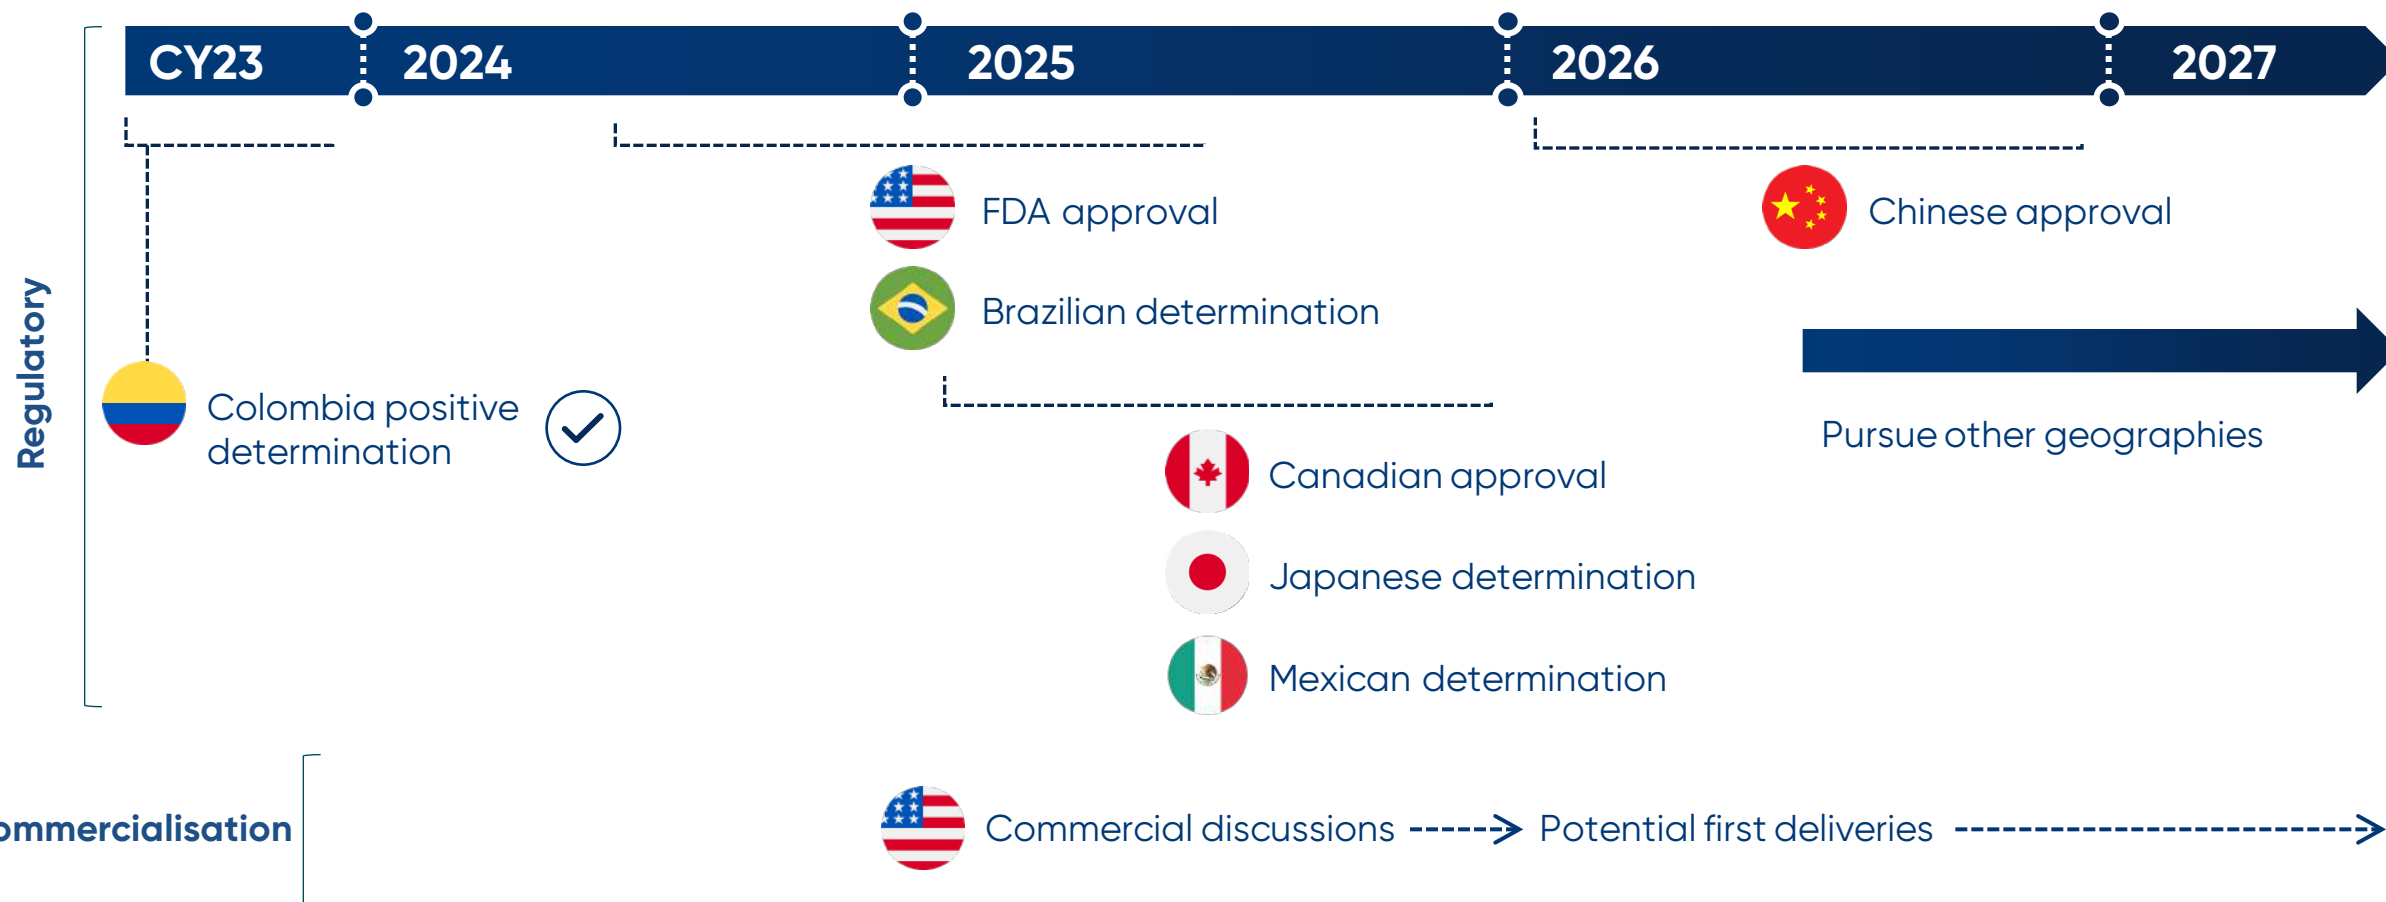 CY23
2024
2025
2026
2027
Regulatory
FDA approval
Chinese approval
Brazilian determination
Colombia positive
determination
Pursue other geographies
Canadian approval
Japanese determination
Mexican determination
ommercialisation
Commercial discussions
Potential first deliveries